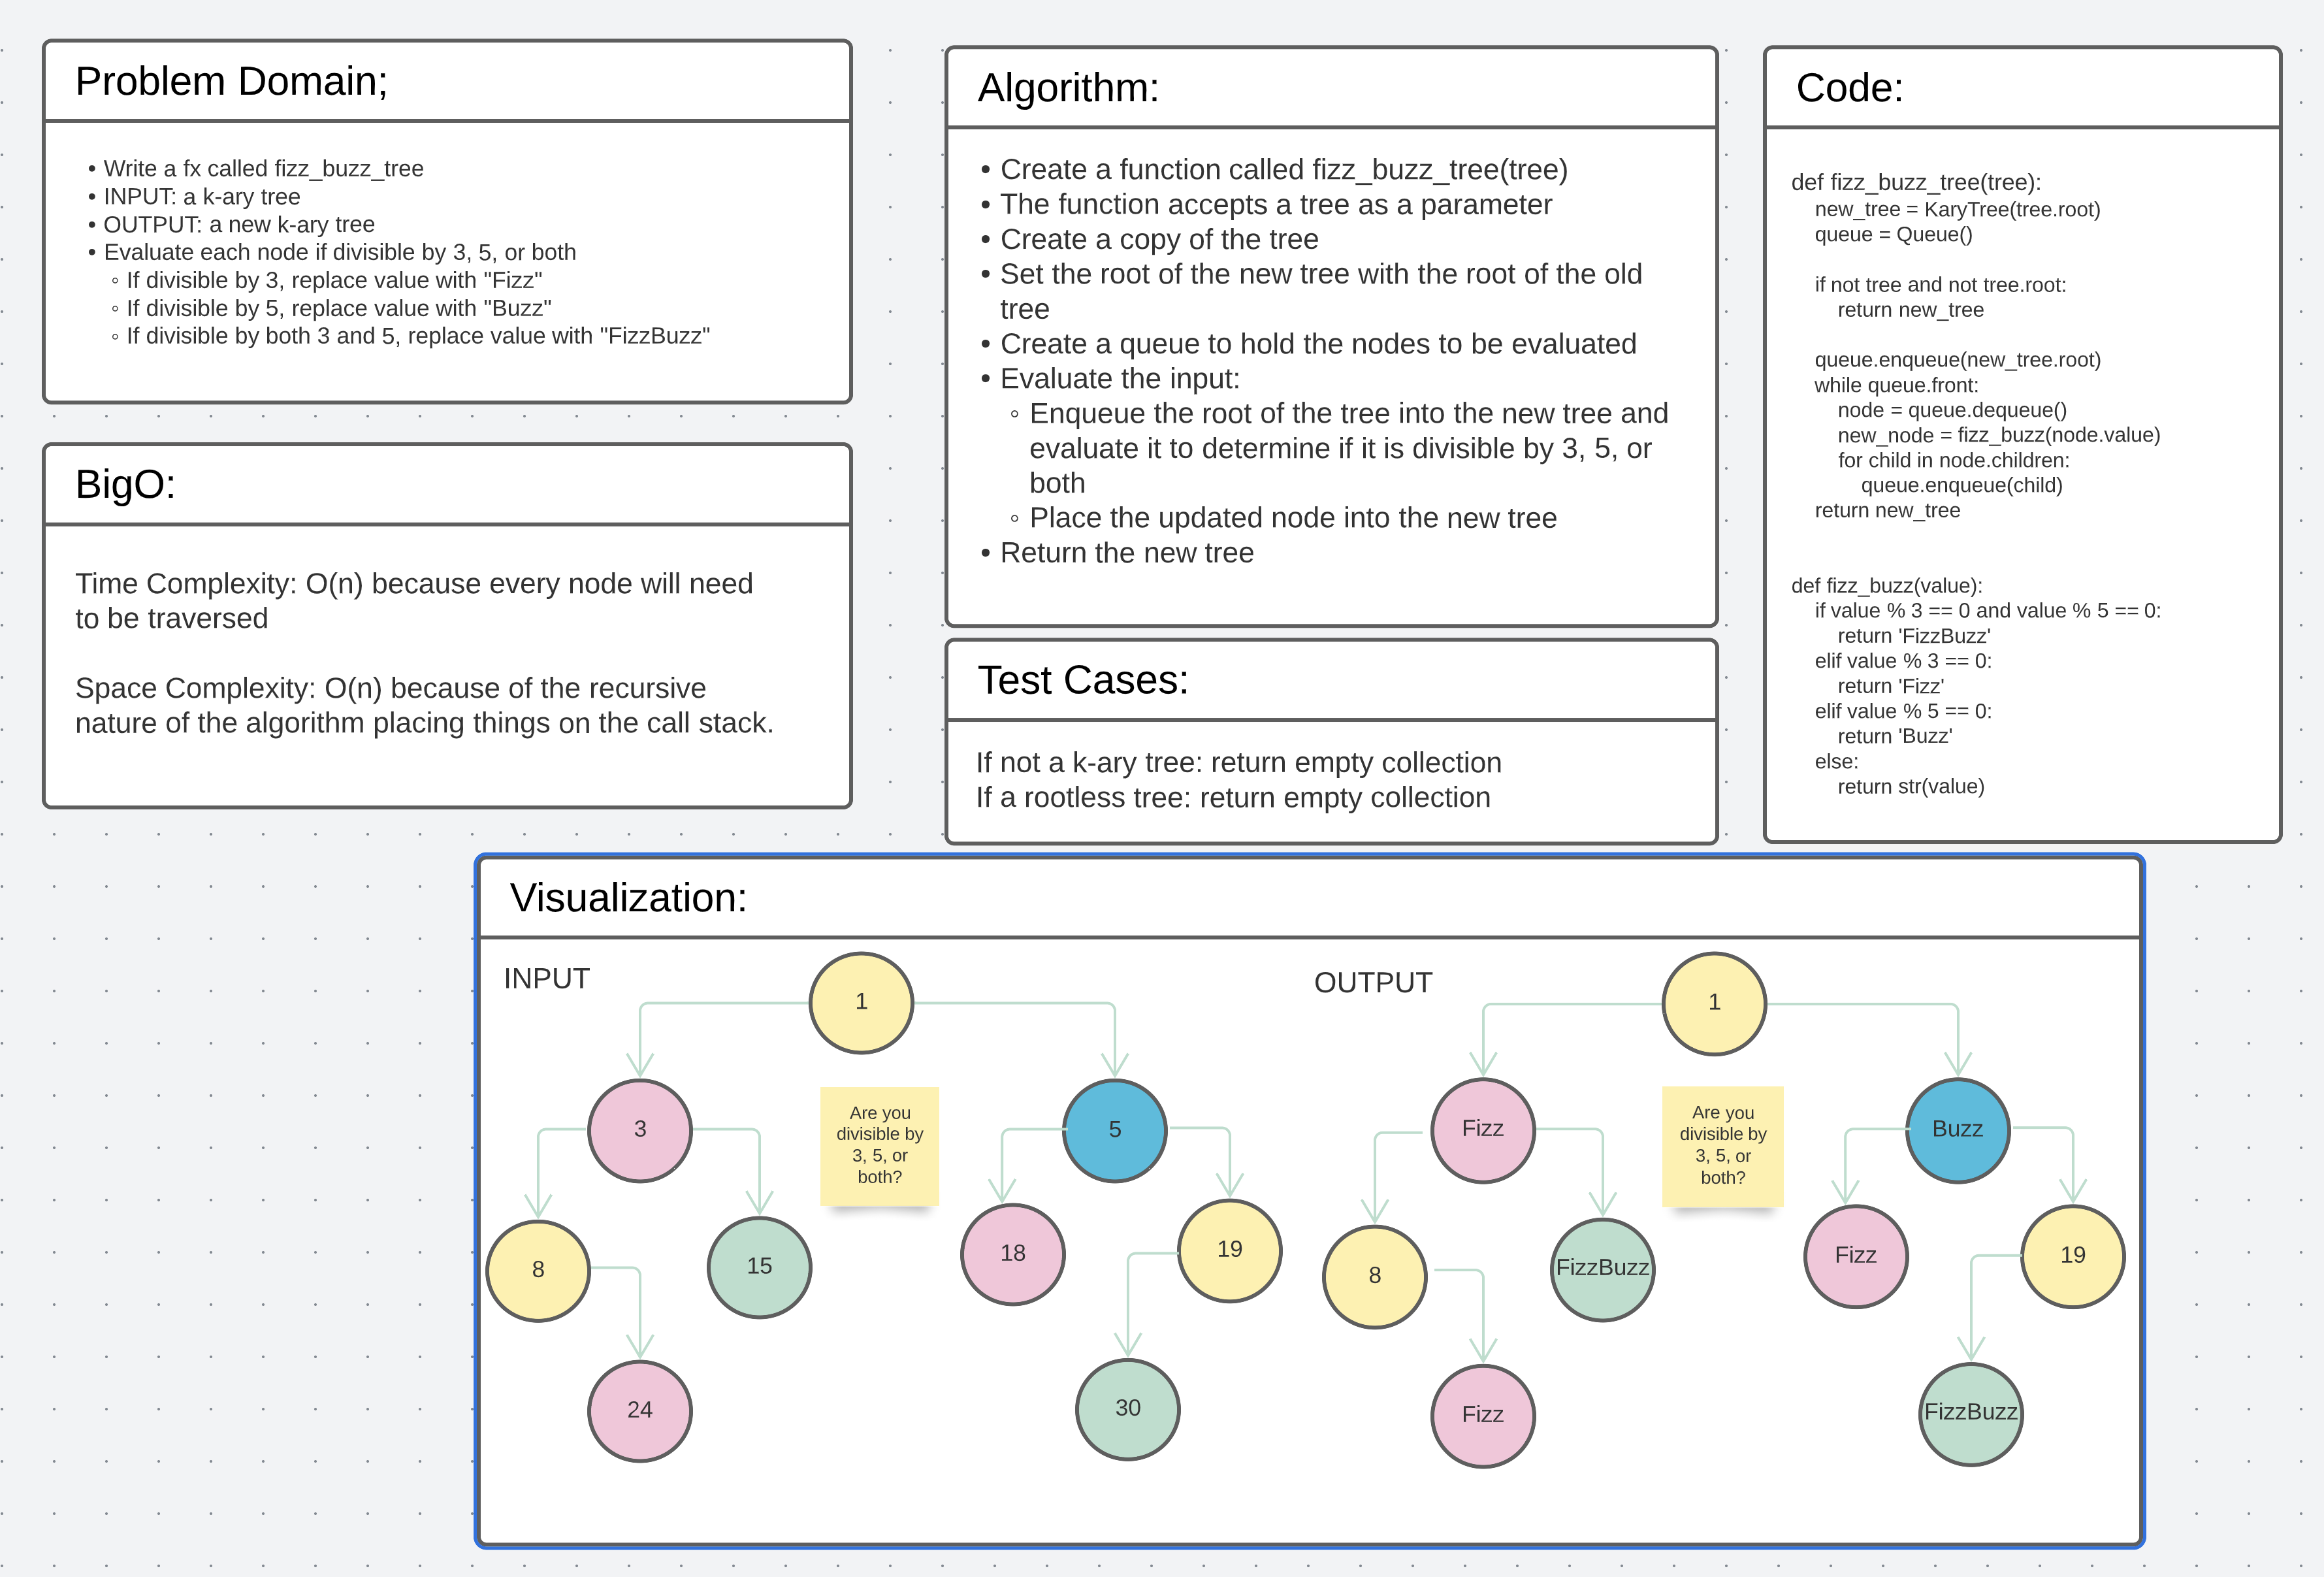 Problem Domain;
• Write a fx called fizz_buzz_tree
• INPUT: a k-ary tree
• OUTPUT: a new k-ary tree
• Evaluate each node if divisible by 3, 5, or both
◦ If divisible by 3, replace value with "Fizz"
◦ If divisible by 5, replace value with "Buzz"
◦ If divisible by both 3 and 5, replace value with "FizzBuzz"
BigO:
Time Complexity: O(n) because every node will need
to be traversed
Space Complexity: O(n) because of the recursive
nature of the algorithm placing things on the call stack.
Algorithm:
• Create a function called fizz_buzz_tree(tree)
• The function accepts a tree as a parameter
• Create a copy of the tree
• Set the root of the new tree with the root of the old
tree
• Create a queue to hold the nodes to be evaluated
• Evaluate the input:
◦ Enqueue the root of the tree into the new tree and
evaluate it to determine if it is divisible by 3, 5, or
both
◦ Place the updated node into the new tree
• Return the new tree
Test Cases:
If not a k-ary tree: return empty collection
If a rootless tree: return empty collection
Code:
def fizz_buzz_tree(tree):
    new_tree = KaryTree(tree.root)
    queue = Queue()
    if not tree and not tree.root:
        return new_tree
    queue.enqueue(new_tree.root)
    while queue.front:
        node = queue.dequeue()
        new_node = fizz_buzz(node.value)
        for child in node.children:
            queue.enqueue(child)
    return new_tree
def fizz_buzz(value):
    if value % 3 == 0 and value % 5 == 0:
        return 'FizzBuzz'
    elif value % 3 == 0:
        return 'Fizz'
    elif value % 5 == 0:
        return 'Buzz'
    else:
        return str(value)
Visualization:
INPUT
1
3
5
Are you
divisible by
3, 5, or
both?
8
15
18
19
24
30
OUTPUT
1
Fizz
Buzz
Are you
divisible by
3, 5, or
both?
8
FizzBuzz
Fizz
19
Fizz
FizzBuzz